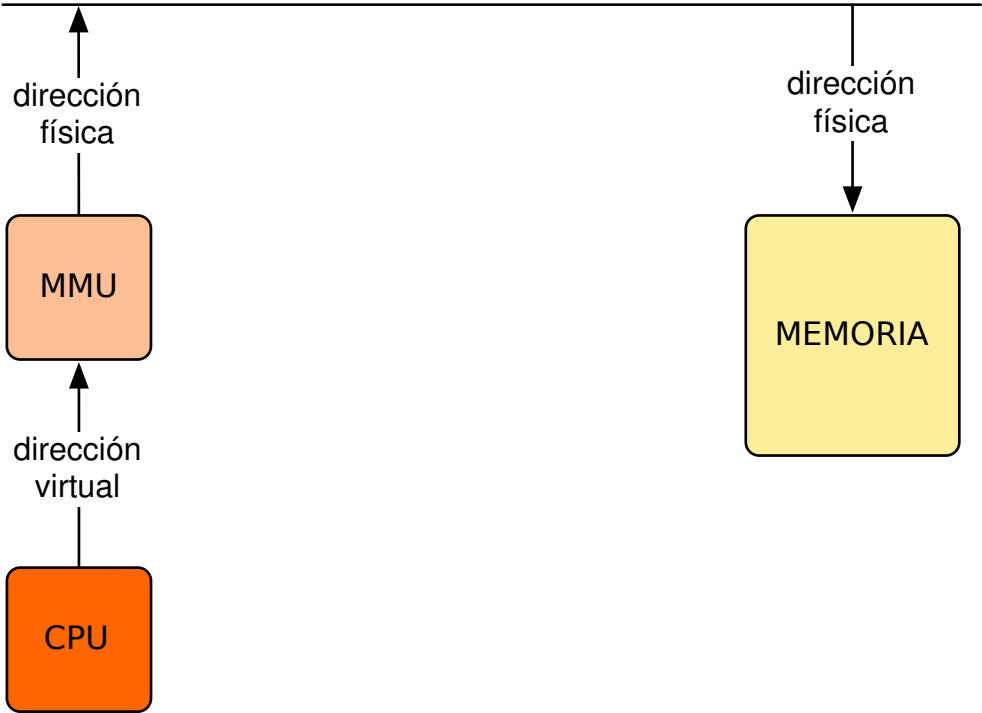 dirección
física
dirección
física
MMU
MEMORIA
dirección
virtual
CPU